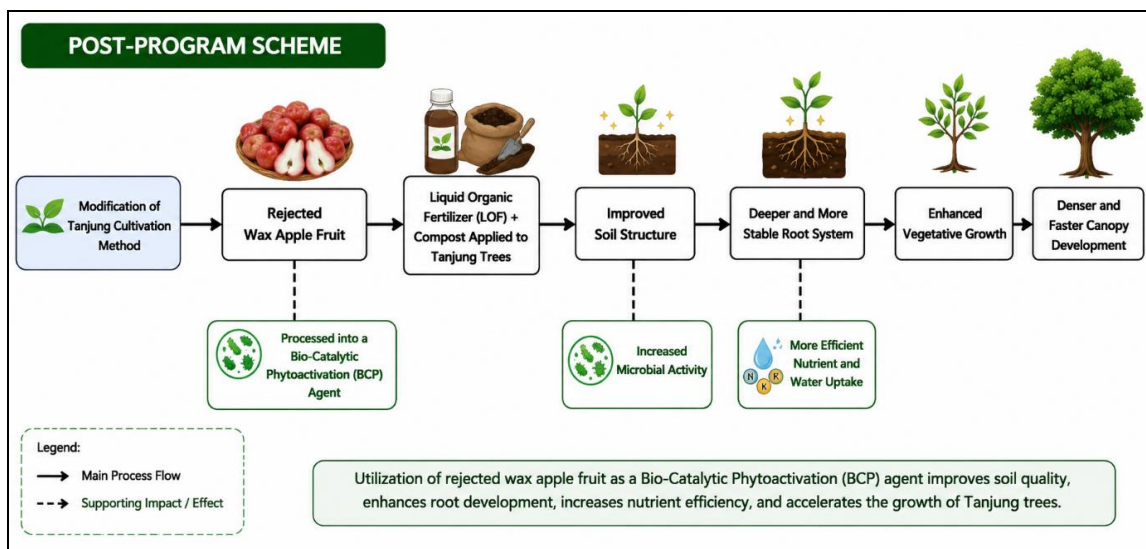 POST-PROGRAM SCHEME
Modification of
Tanjung Cultivation
Method
Rejected
Wax Apple Fruit
Liquid Organic
Fertilizer (LOF) +
Compost Applied to
Tanjung Trees
Improved
Soil Structure
Deeper and More
Stable Root System
Enhanced
Vegetative Growth
Denser and
Faster Canopy
Development
Processed into a
Bio-Catalytic
Phytoactivation (BCP)
Agent
Increased
Microbial Activity
N K K
More Efficient
Nutrient and
Water Uptake
Legend:
Main Process Flow
Supporting Impact / Effect
Utilization of rejected wax apple fruit as a Bio-Catalytic Phytoactivation (BCP) agent improves soil quality,
enhances root development, increases nutrient efficiency, and accelerates the growth of Tanjung trees.